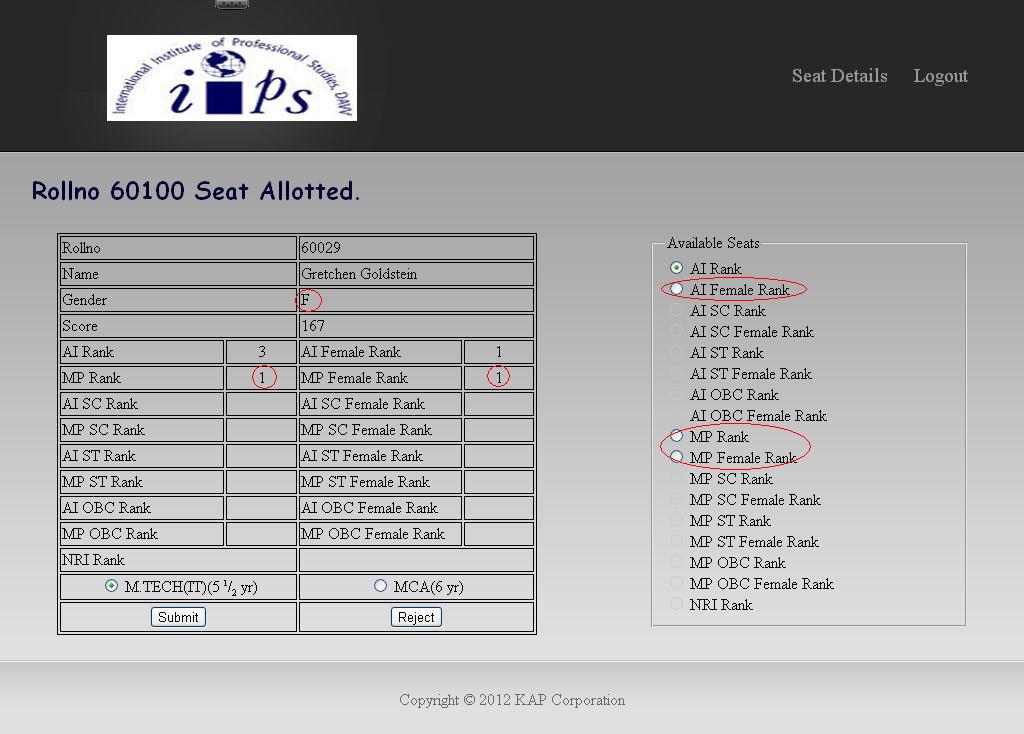 International Institute of Professional Studies, DAVV
iips
Seat Details Logout
Rollno 60100 Seat Allotted.
Rollno 60029
Name Gretchen Goldstein
Gender F
Score 167
AI Rank 3 AI Female Rank 1
MP Rank 1 MP Female Rank 1
AI SC Rank AI SC Female Rank
MP SC Rank MP SC Female Rank
AI ST Rank AI ST Female Rank
MP ST Rank MP ST Female Rank
AI OBC Rank AI OBC Female Rank
MP OBC Rank MP OBC Female Rank
NRI Rank
M.TECH(IT)(5 1/2 yr) MCA(6 yr)
Submit Reject
Available Seats
AI Rank
AI Female Rank
AI SC Rank
AI SC Female Rank
AI ST Rank
AI ST Female Rank
AI OBC Rank
AI OBC Female Rank
MP Rank
MP Female Rank
MP SC Rank
MP SC Female Rank
MP ST Rank
MP ST Female Rank
MP OBC Rank
MP OBC Female Rank
NRI Rank
Copyright © 2012 KAP Corporation